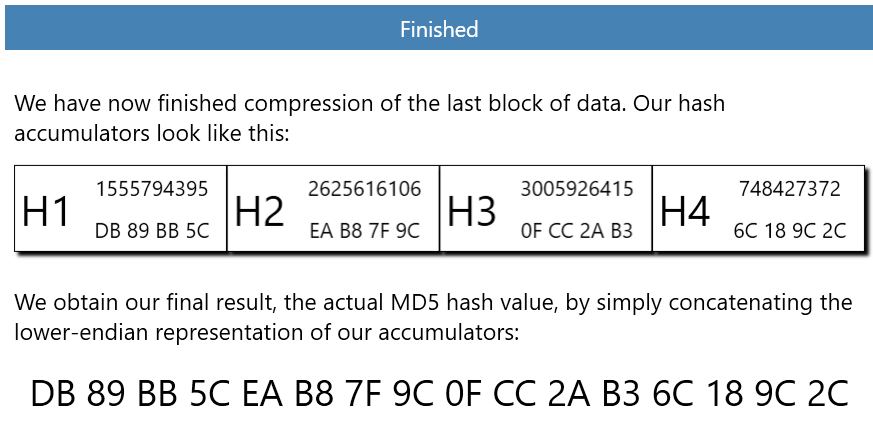 Finished
We have now finished compression of the last block of data. Our hash
accumulators look like this:
H1 1555794395 DB 89 BB 5C
H2 2625616106 EA B8 7F 9C
H3 3005926415 0F CC 2A B3
H4 748427372 6C 18 9C 2C
We obtain our final result, the actual MD5 hash value, by simply concatenating the
lower-endian representation of our accumulators:
DB 89 BB 5C EA B8 7F 9C 0F CC 2A B3 6C 18 9C 2C